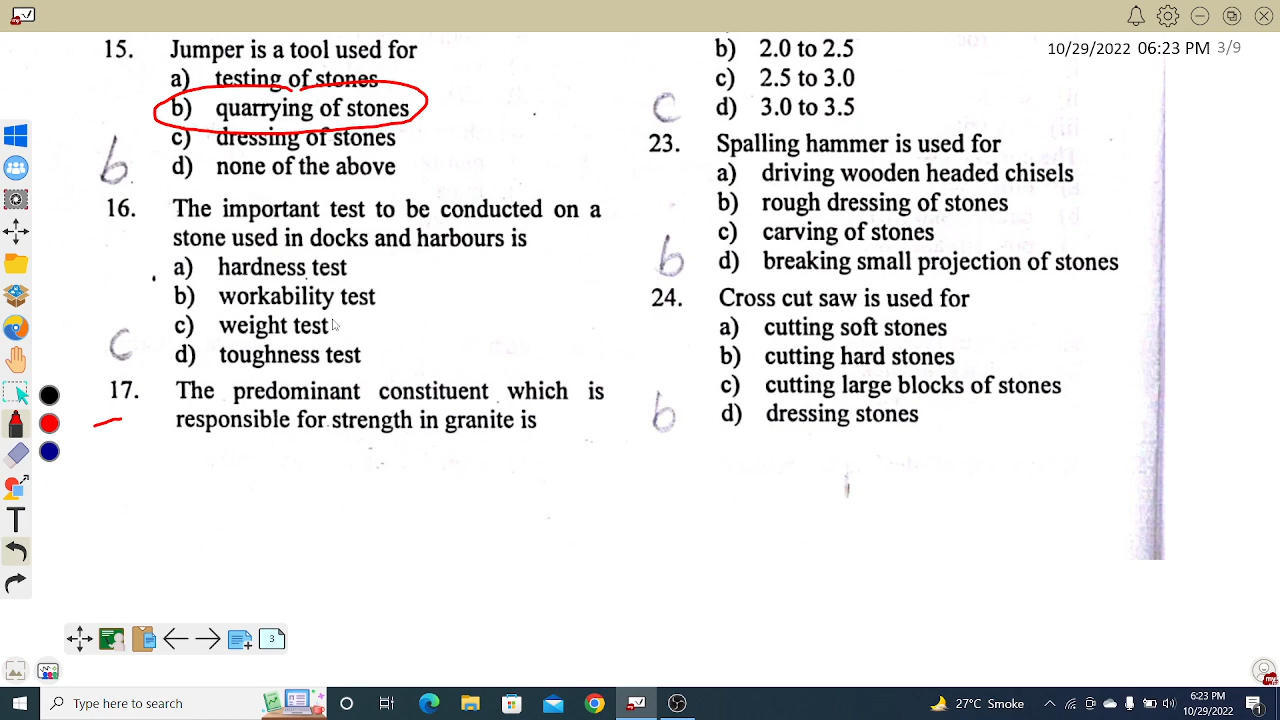 10/29/2022 06:23 PM 3/9
15. Jumper is a tool used for
a) testing of stones
b) quarrying of stones
c) dressing of stones
d) none of the above
b
16. The important test to be conducted on a
stone used in docks and harbours is
a) hardness test
b) workability test
c) weight test
d) toughness test
c
17. The predominant constituent which is
responsible for strength in granite is
b) 2.0 to 2.5
c) 2.5 to 3.0
d) 3.0 to 3.5
c
23. Spalling hammer is used for
a) driving wooden headed chisels
b) rough dressing of stones
c) carving of stones
d) breaking small projection of stones
b
24. Cross cut saw is used for
a) cutting soft stones
b) cutting hard stones
c) cutting large blocks of stones
d) dressing stones
b
T
3
Type here to search
27°C Smoke
6:23 PM
10/29/2022